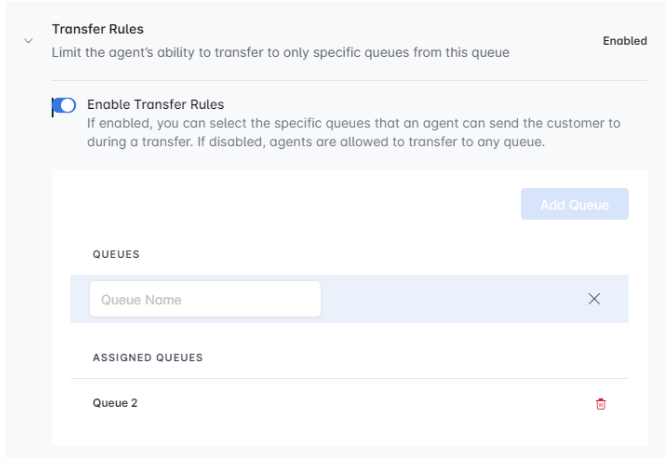 Transfer Rules
Limit the agent's ability to transfer to only specific queues from this queue
Enabled
Enable Transfer Rules
If enabled, you can select the specific queues that an agent can send the customer to
during a transfer. If disabled, agents are allowed to transfer to any queue.
Add Queue
QUEUES
Queue Name
ASSIGNED QUEUES
Queue 2